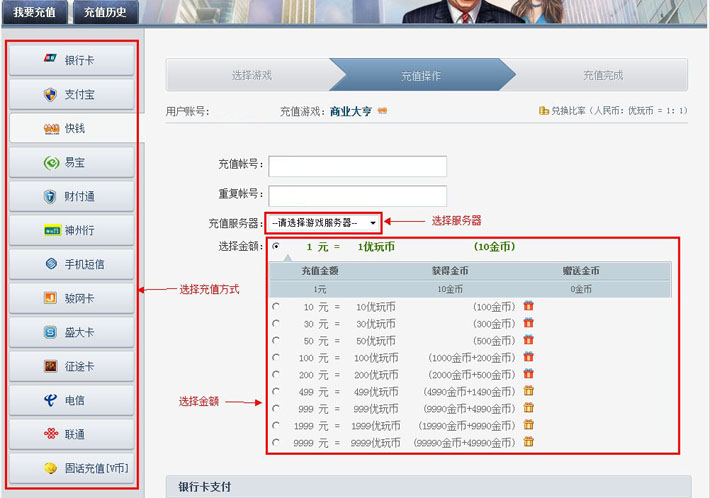 我要充值 充值历史
银行卡
支付宝
快钱
易宝
财付通
神州行
手机短信
骏网卡
盛大卡
征途卡
电信
联通
固话充值[V币]
选择充值方式
选择游戏 充值操作 充值完成
用户账号: 充值游戏: 商业大亨 兑换比率(人民币: 优玩币 = 1: 1)
充值帐号:
重复帐号:
充值服务器: --请选择游戏服务器-- 选择服务器
选择金额: 1 元 = 1优玩币 (10金币)
充值金额 获得金币 赠送金币
1元 10金币 0金币
10 元 = 10优玩币 (100金币)
30 元 = 30优玩币 (300金币)
50 元 = 50优玩币 (500金币)
100 元 = 100优玩币 (1000金币+200金币)
200 元 = 200优玩币 (2000金币+500金币)
499 元 = 499优玩币 (4990金币+1490金币)
选择金额
999 元 = 999优玩币 (9990金币+4990金币)
1999 元 = 1999优玩币 (19990金币+9990金币)
9999 元 = 9999优玩币 (99990金币+49990金币)
银行卡支付